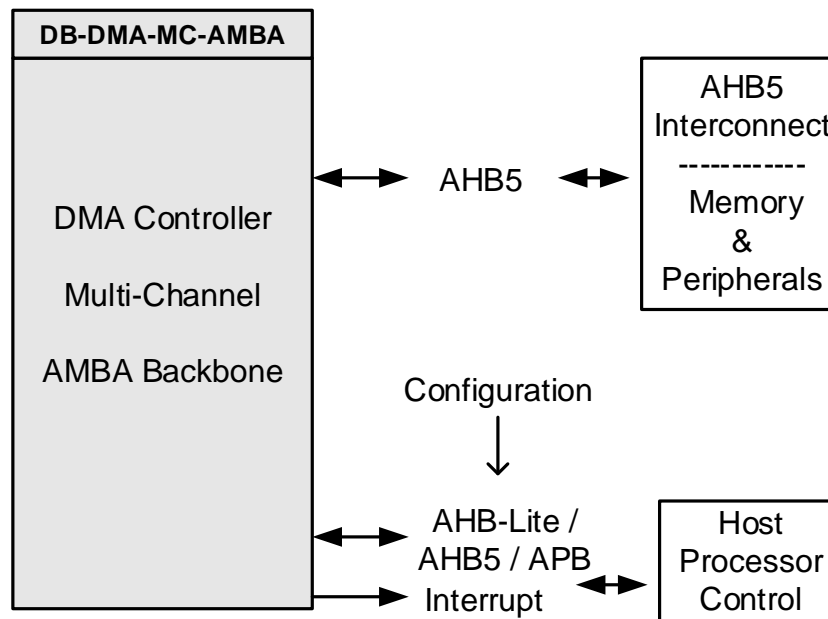 DB-DMA-MC-AMBA
DMA Controller
Multi-Channel
AMBA Backbone
AHB5
AHB5
Interconnect
------------
Memory
&
Peripherals
Configuration
AHB-Lite /
AHB5 / APB
Interrupt
Host
Processor
Control